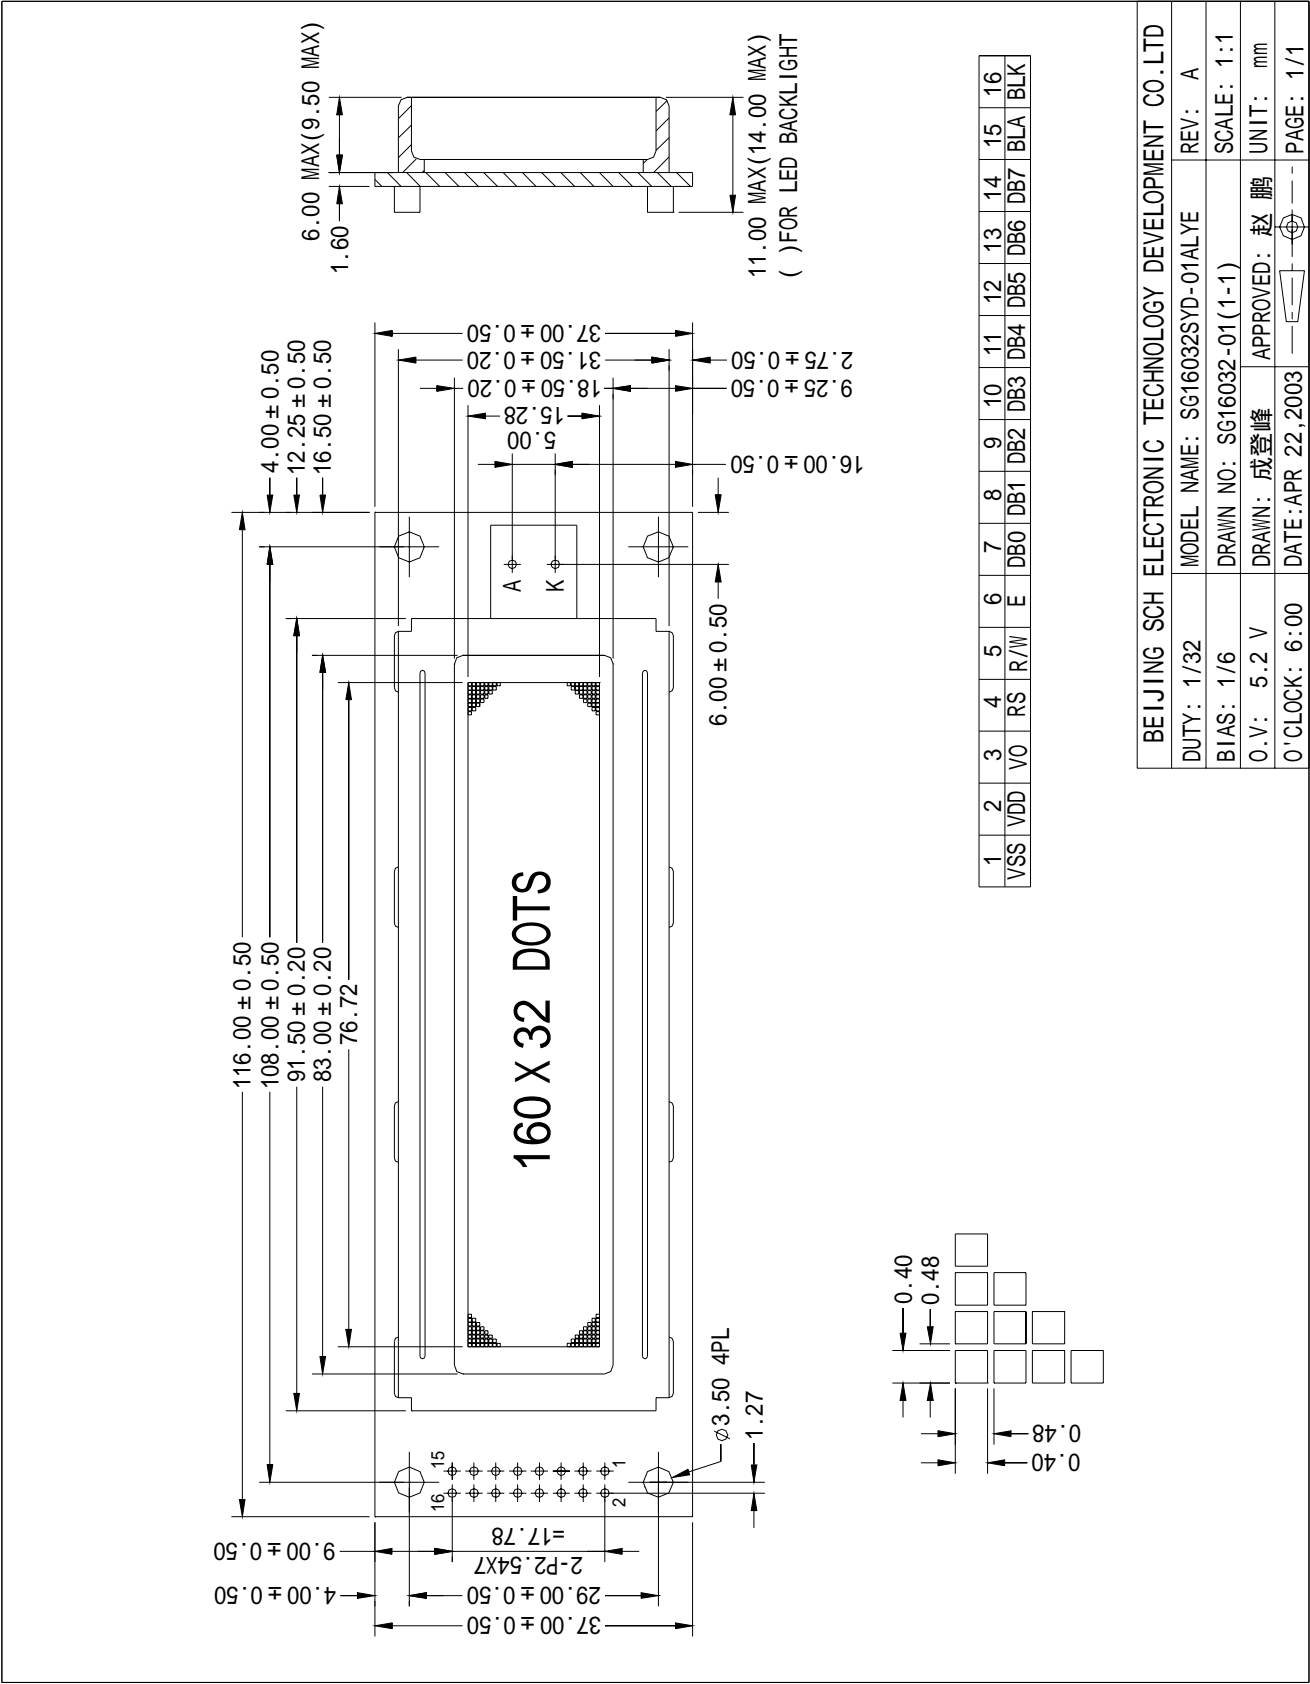 116.00±0.50
108.00±0.50
91.50±0.20
83.00±0.20
76.72
4.00±0.50
12.25±0.50
16.50±0.50
6.00 MAX(9.50 MAX)
1.60
11.00 MAX(14.00 MAX)
( )FOR LED BACKLIGHT
37.00±0.50
31.50±0.20
18.50±0.20
15.28
5.00
2.75±0.50
9.25±0.50
16.00±0.50
A
K
6.00±0.50
160 X 32 DOTS
9.00±0.50
4.00±0.50
2-P2.54X7
=17.78
29.00±0.50
37.00±0.50
16 15
2 1
⌀3.50 4PL
1.27
0.40
0.48
0.48
0.40
1 2 3 4 5 6 7 8 9 10 11 12 13 14 15 16
VSS VDD VO RS R/W E DB0 DB1 DB2 DB3 DB4 DB5 DB6 DB7 BLA BLK
BEIJING SCH ELECTRONIC TECHNOLOGY DEVELOPMENT CO.LTD
DUTY: 1/32 MODEL NAME: SG16032SYD-01ALYE REV: A
BIAS: 1/6 DRAWN NO: SG16032-01(1-1) SCALE: 1:1
O.V: 5.2 V DRAWN: 成登峰 APPROVED: 赵 鹏 UNIT: mm
O'CLOCK: 6:00 DATE:APR 22,2003 PAGE: 1/1